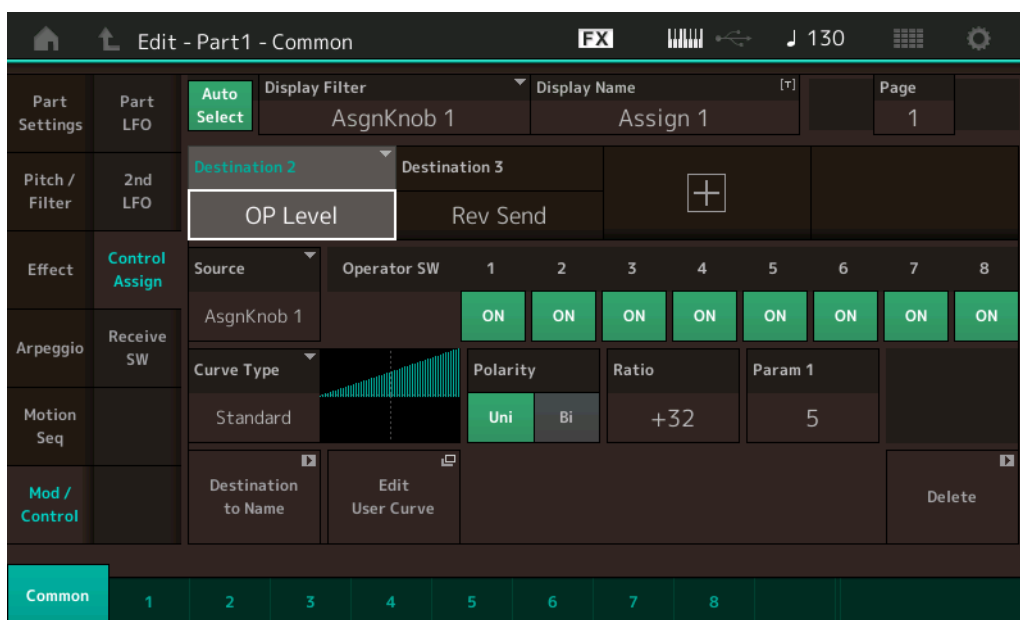 Edit - Part1 - Common FX 130
Part Settings
Pitch / Filter
Effect
Arpeggio
Motion Seq
Mod / Control
Part LFO
2nd LFO
Control Assign
Receive SW
Auto Select
Display Filter
AsgnKnob 1
Display Name [T]
Assign 1
Page
1
Destination 2
OP Level
Destination 3
Rev Send
Source
AsgnKnob 1
Operator SW 1 2 3 4 5 6 7 8
ON ON ON ON ON ON ON ON
Curve Type
Standard
Polarity
Uni Bi
Ratio
+32
Param 1
5
Destination to Name
Edit User Curve
Delete
Common 1 2 3 4 5 6 7 8